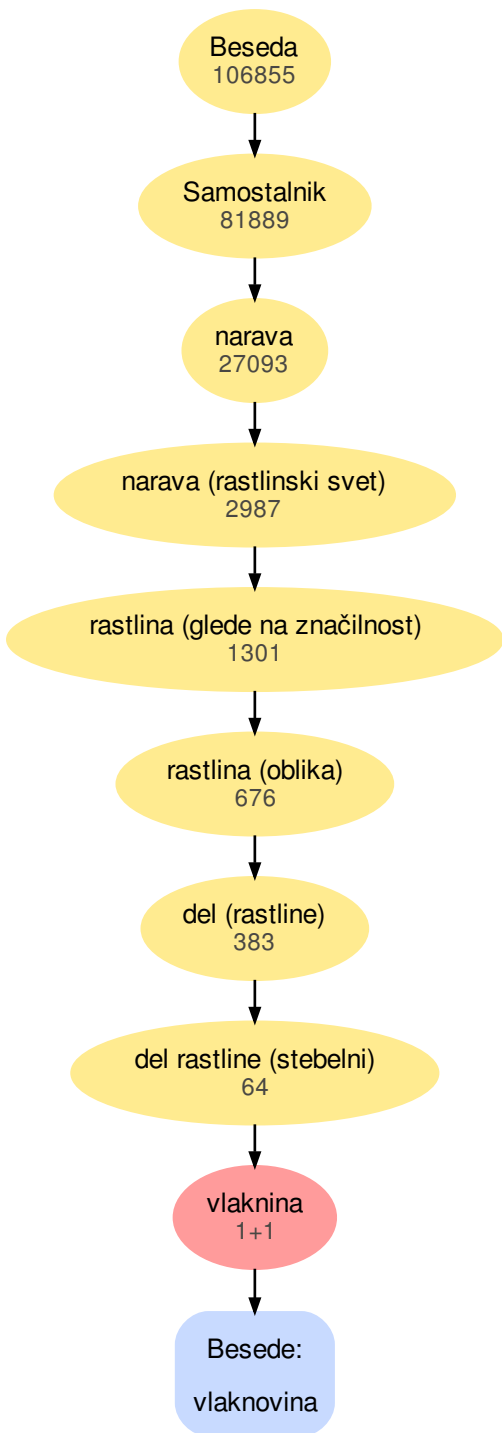 Beseda
106855
Samostalnik
81889
narava
27093
narava (rastlinski svet)
2987
rastlina (glede na značilnost)
1301
rastlina (oblika)
676
del (rastline)
383
del rastline (stebelni)
64
vlaknina
1+1
Besede:
vlaknovina